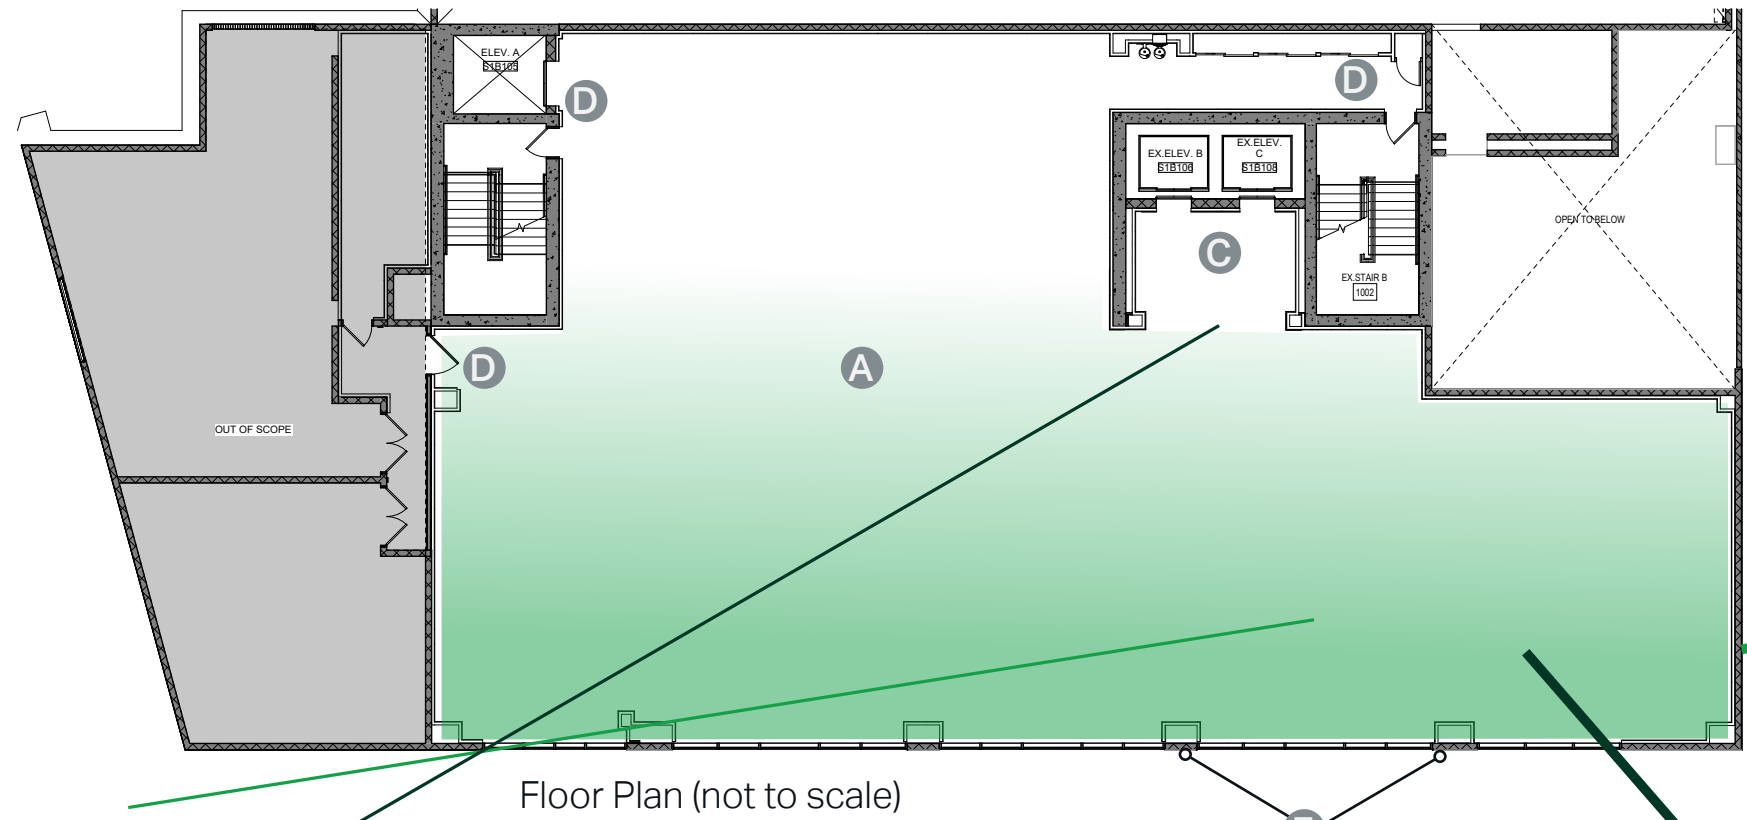 ELEV. A
S1B105
D
D
EX.ELEV. B
S1B106
EX.ELEV.
C
S1B108
OPEN TO BELOW
C
EX.STAIR B
1002
D
A
OUT OF SCOPE
Floor Plan (not to scale)